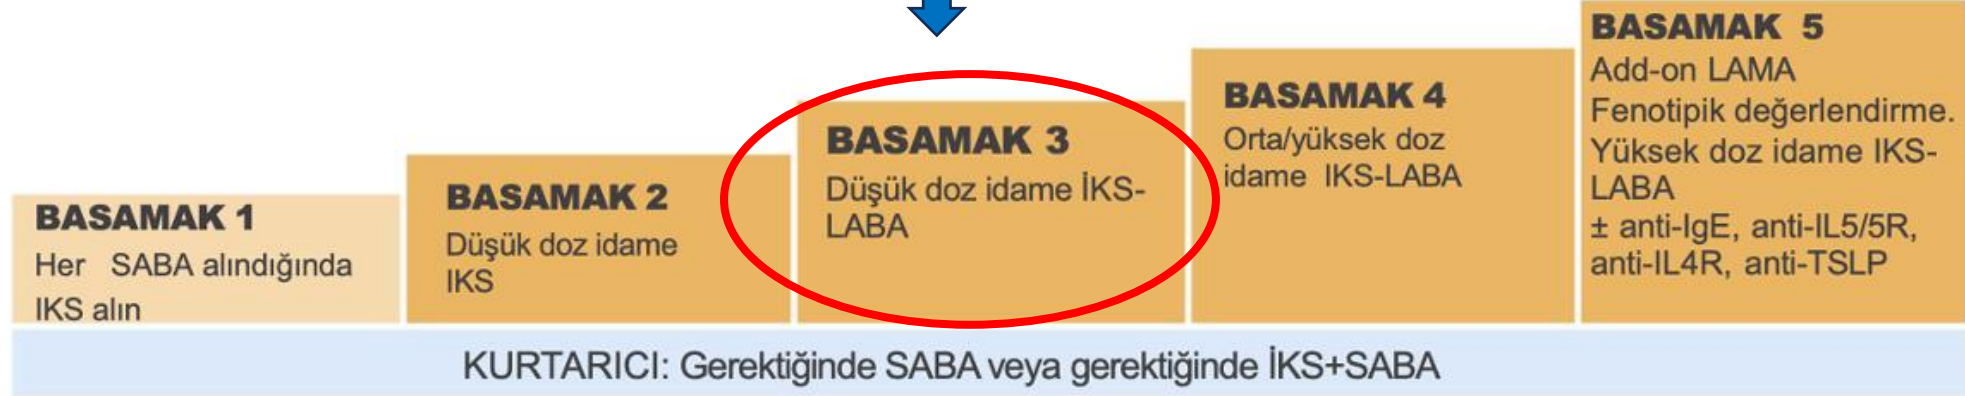 BASAMAK 1
Her SABA alındığında
IKS alın
BASAMAK 2
Düşük doz idame
IKS
BASAMAK 3
Düşük doz idame İKS-
LABA
BASAMAK 4
Orta/yüksek doz
idame IKS-LABA
BASAMAK 5
Add-on LAMA
Fenotipik değerlendirme.
Yüksek doz idame IKS-
LABA
± anti-IgE, anti-IL5/5R,
anti-IL4R, anti-TSLP
KURTARICI: Gerektiğinde SABA veya gerektiğinde İKS+SABA